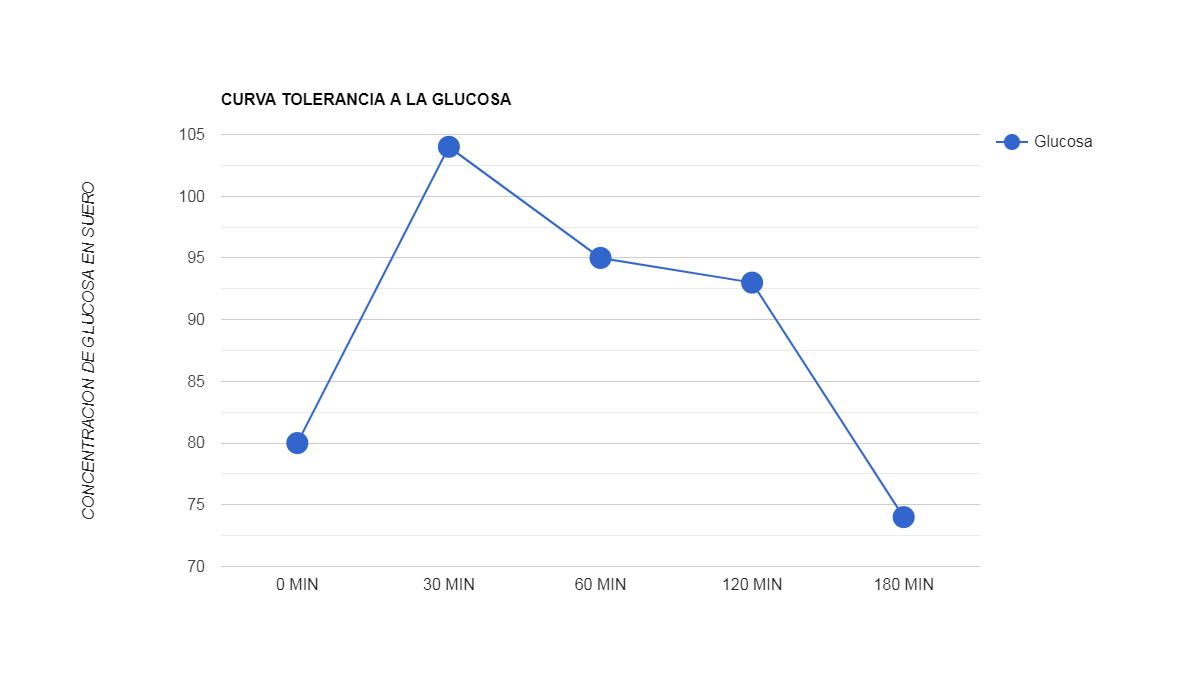 CURVA TOLERANCIA A LA GLUCOSA
Glucosa
CONCENTRACION DE GLUCOSA EN SUERO
105
100
95
90
85
80
75
70
0 MIN
30 MIN
60 MIN
120 MIN
180 MIN